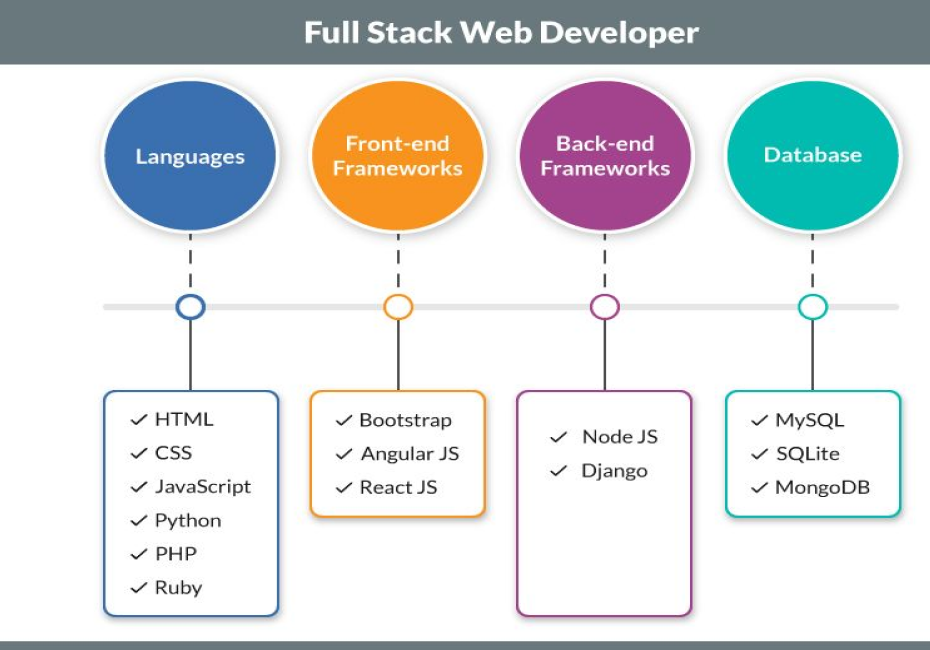 Full Stack Web Developer
Languages
Front-end
Frameworks
Back-end
Frameworks
Database
HTML
CSS
JavaScript
Python
PHP
Ruby
Bootstrap
Angular JS
React JS
Node JS
Django
MySQL
SQLite
MongoDB